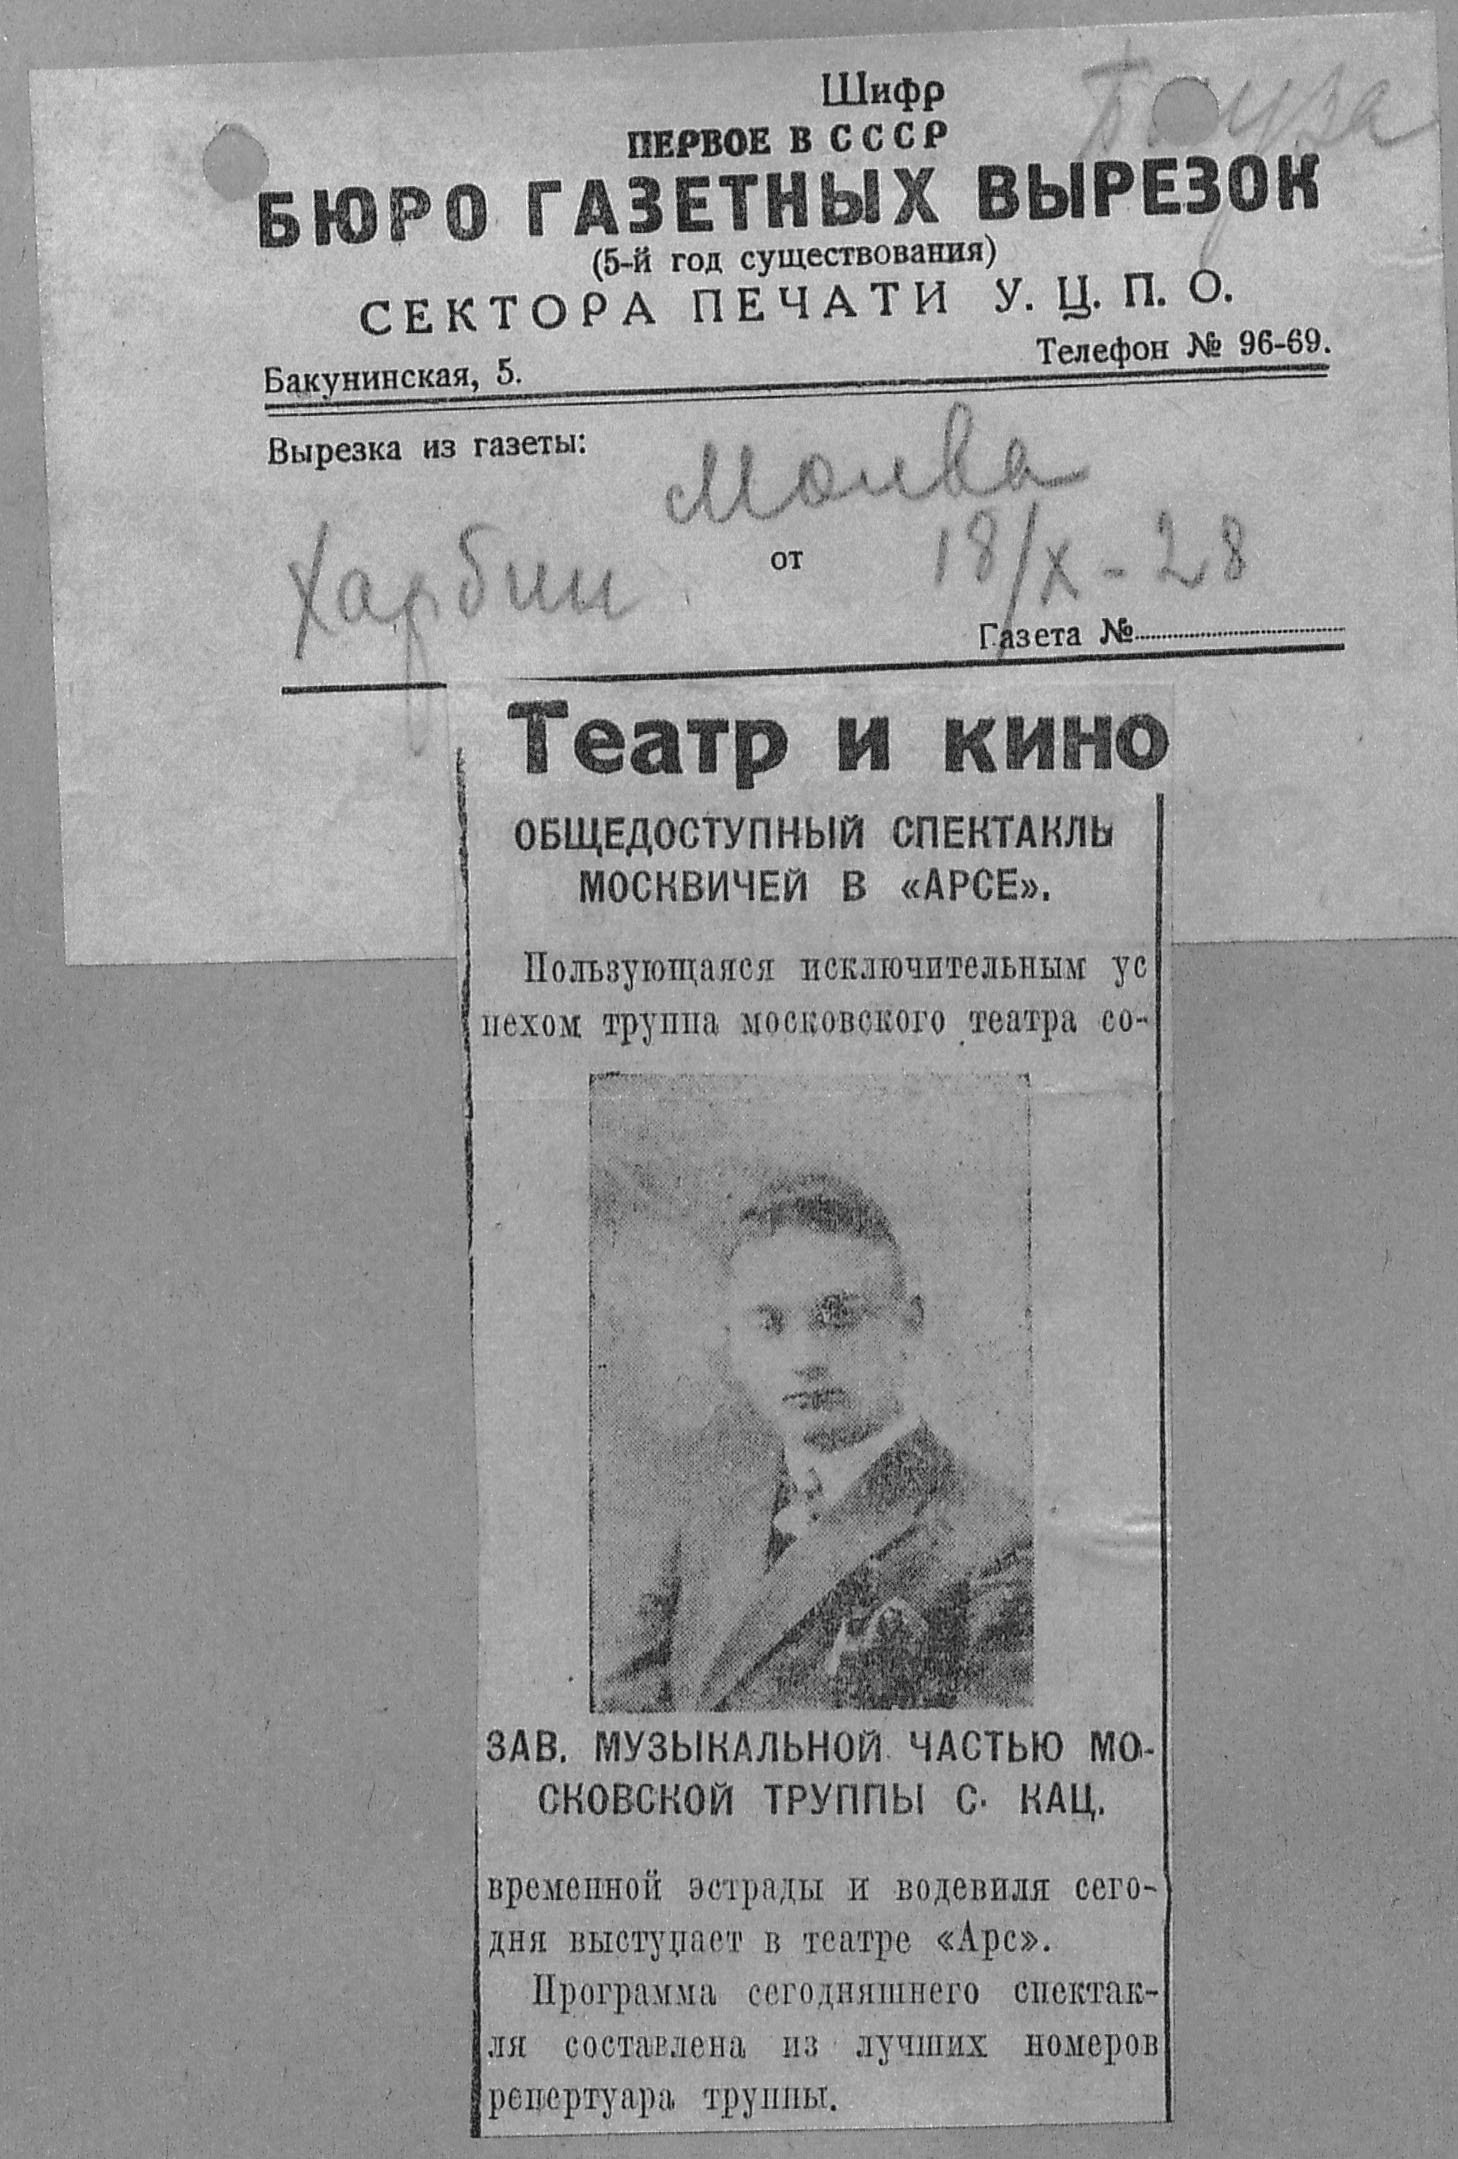 Шифр
ПЕРВОЕ В СССР
БЮРО ГАЗЕТНЫХ ВЫРЕЗОК
(5-й год существования)
СЕКТОРА ПЕЧАТИ У. Ц. П. О.
Бакунинская, 5. Телефон № 96-69.
Вырезка из газеты:
Молва
Харбин от 18/X-28
Газета №
Театр и кино
ОБЩЕДОСТУПНЫЙ СПЕКТАКЛЬ
МОСКВИЧЕЙ В «АРСЕ».
Пользующаяся исключительным ус
пехом труппа московского театра со-
ЗАВ. МУЗЫКАЛЬНОЙ ЧАСТЬЮ МО-
СКОВСКОЙ ТРУППЫ С. КАЦ.
временной эстрады и водевиля сего-
дня выступает в театре «Арс».
Программа сегодняшнего спектак-
ля составлена из лучших номеров
репертуара труппы.